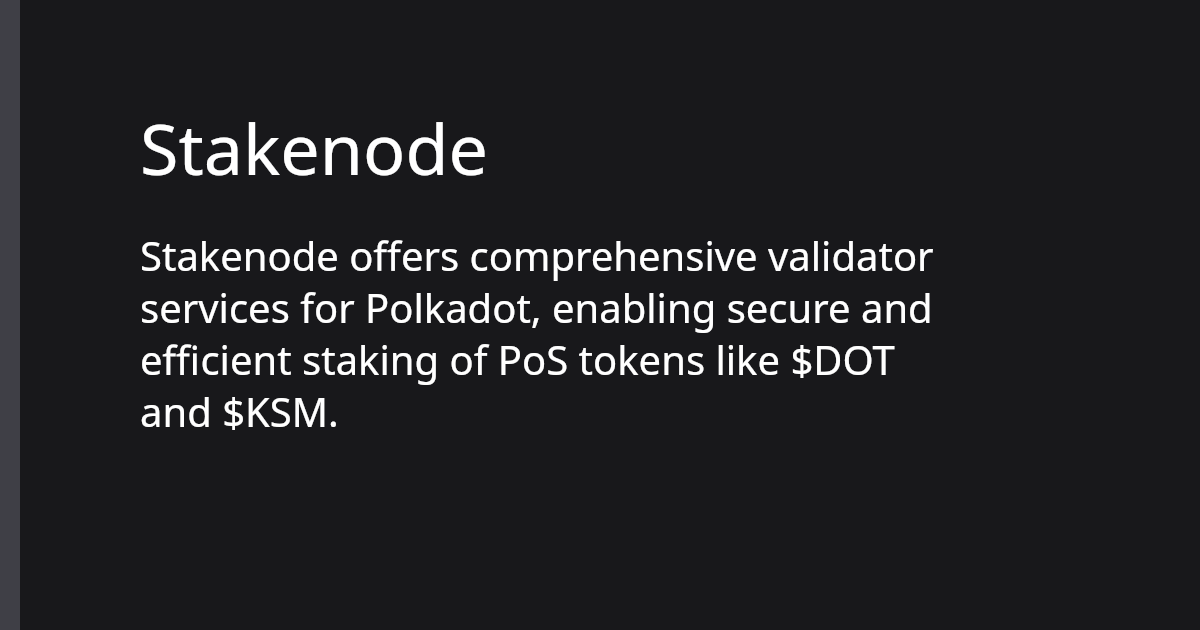 Stakenode
Stakenode offers comprehensive validator
services for Polkadot, enabling secure and
efficient staking of PoS tokens like $DOT
and $KSM.